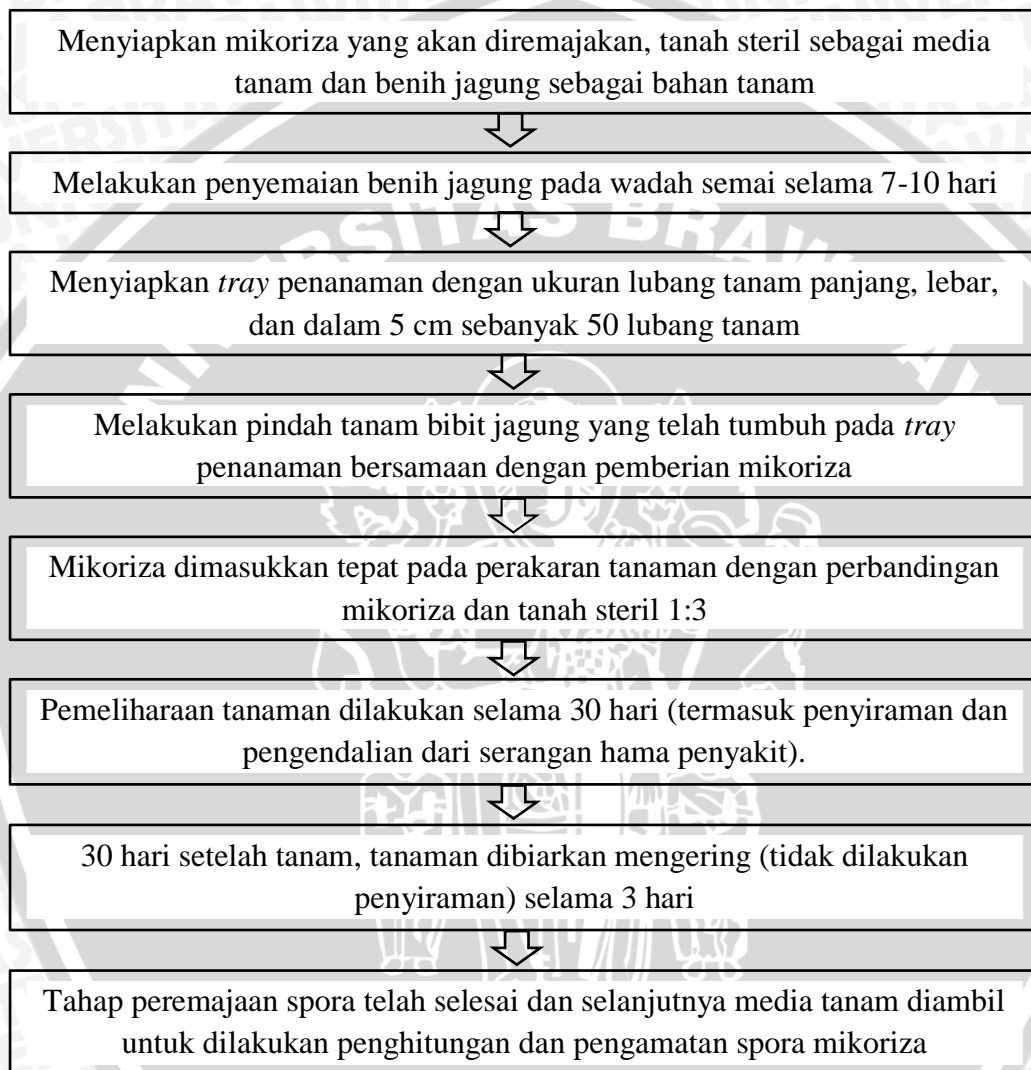 Menyiapkan mikoriza yang akan diremajakan, tanah steril sebagai media
tanam dan benih jagung sebagai bahan tanam
Melakukan penyemaian benih jagung pada wadah semai selama 7-10 hari
Menyiapkan tray penanaman dengan ukuran lubang tanam panjang, lebar,
dan dalam 5 cm sebanyak 50 lubang tanam
Melakukan pindah tanam bibit jagung yang telah tumbuh pada tray
penanaman bersamaan dengan pemberian mikoriza
Mikoriza dimasukkan tepat pada perakaran tanaman dengan perbandingan
mikoriza dan tanah steril 1:3
Pemeliharaan tanaman dilakukan selama 30 hari (termasuk penyiraman dan
pengendalian dari serangan hama penyakit).
30 hari setelah tanam, tanaman dibiarkan mengering (tidak dilakukan
penyiraman) selama 3 hari
Tahap peremajaan spora telah selesai dan selanjutnya media tanam diambil
untuk dilakukan penghitungan dan pengamatan spora mikoriza